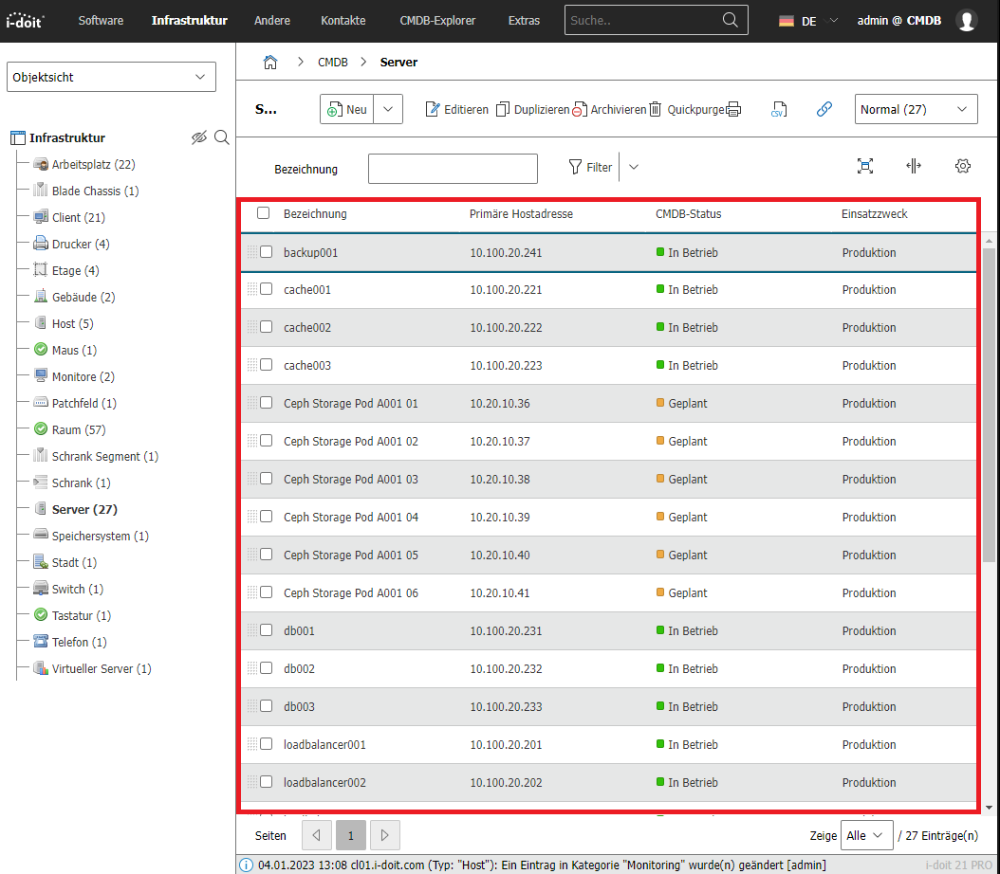 i-doit Software Infrastruktur Andere Kontakte CMDB-Explorer Extras Suche.. DE admin @ CMDB
Objektsicht
CMDB Server
S... Neu Editieren Duplizieren Archivieren Quickpurge CSV Normal (27)
Infrastruktur
Arbeitsplatz (22)
Blade Chassis (1)
Client (21)
Drucker (4)
Etage (4)
Gebäude (2)
Host (5)
Maus (1)
Monitore (2)
Patchfeld (1)
Raum (57)
Schrank Segment (1)
Schrank (1)
Server (27)
Speichersystem (1)
Stadt (1)
Switch (1)
Tastatur (1)
Telefon (1)
Virtueller Server (1)
Bezeichnung Filter
Bezeichnung Primäre Hostadresse CMDB-Status Einsatzzweck
backup001 10.100.20.241 In Betrieb Produktion
cache001 10.100.20.221 In Betrieb Produktion
cache002 10.100.20.222 In Betrieb Produktion
cache003 10.100.20.223 In Betrieb Produktion
Ceph Storage Pod A001 01 10.20.10.36 Geplant Produktion
Ceph Storage Pod A001 02 10.20.10.37 Geplant Produktion
Ceph Storage Pod A001 03 10.20.10.38 Geplant Produktion
Ceph Storage Pod A001 04 10.20.10.39 Geplant Produktion
Ceph Storage Pod A001 05 10.20.10.40 Geplant Produktion
Ceph Storage Pod A001 06 10.20.10.41 Geplant Produktion
db001 10.100.20.231 In Betrieb Produktion
db002 10.100.20.232 In Betrieb Produktion
db003 10.100.20.233 In Betrieb Produktion
loadbalancer001 10.100.20.201 In Betrieb Produktion
loadbalancer002 10.100.20.202 In Betrieb Produktion
Seiten 1 Zeige Alle / 27 Einträge(n)
04.01.2023 13:08 cl01.i-doit.com (Typ: "Host"): Ein Eintrag in Kategorie "Monitoring" wurde(n) geändert [admin] i-doit 21 PRO